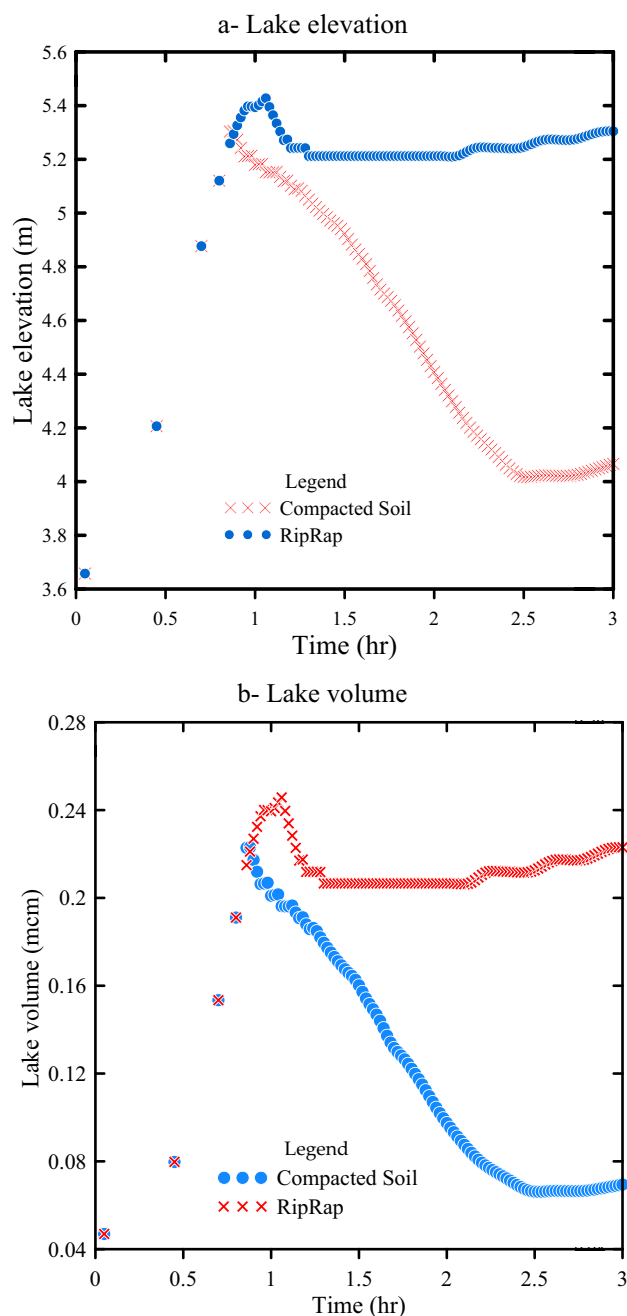 a- Lake elevation
5.6
5.4
5.2
5
4.8
4.6
4.4
4.2
4
3.8
3.6
Lake elevation (m)
Legend
Compacted Soil
RipRap
0 0.5 1 1.5 2 2.5 3
Time (hr)
b- Lake volume
0.28
0.24
0.2
0.16
0.12
0.08
0.04
Lake volume (mcm)
Legend
Compacted Soil
RipRap
0 0.5 1 1.5 2 2.5 3
Time (hr)